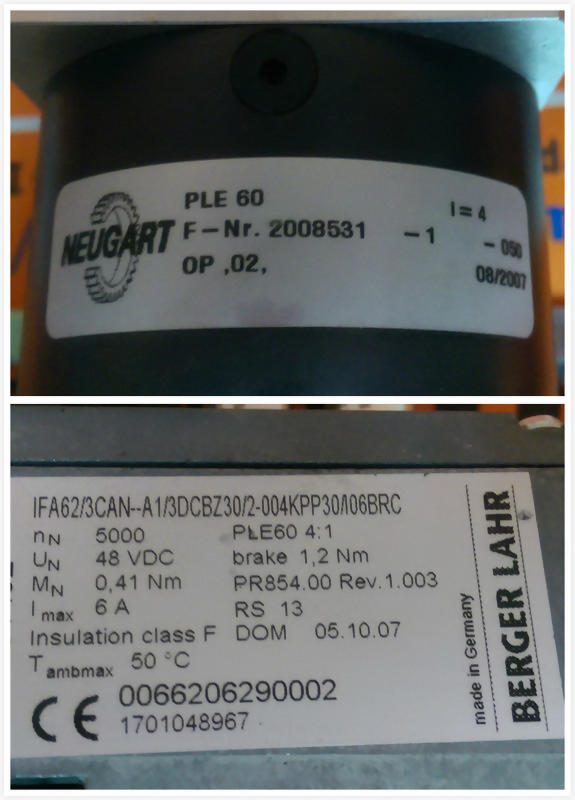 PLE 60
I = 4
NEUGART
F-Nr. 2008531 -1 -050
OP ,02, 08/2007
IFA62/3CAN--A1/3DCBZ30/2-004KPP30/I06BRC
nN 5000 PLE60 4:1
UN 48 VDC brake 1,2 Nm
MN 0,41 Nm PR854.00 Rev.1.003
I max 6 A RS 13
Insulation class F DOM 05.10.07
Tambmax 50 °C
CE 0066206290002
1701048967
made in Germany
BERGER LAHR